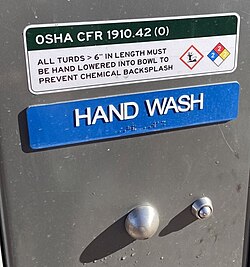 OSHA CFR 1910.42 (O)
ALL TURDS > 6" IN LENGTH MUST
BE HAND LOWERED INTO BOWL TO
PREVENT CHEMICAL BACKSPLASH
HAND WASH